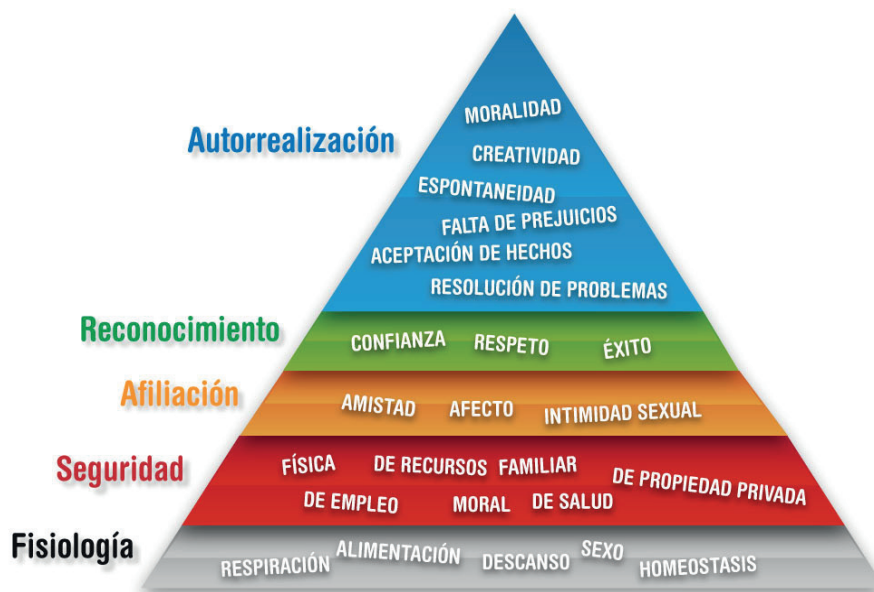 MORALIDAD
Autorrealización
CREATIVIDAD
ESPONTANEIDAD
FALTA DE PREJUICIOS
ACEPTACIÓN DE HECHOS
RESOLUCIÓN DE PROBLEMAS
Reconocimiento
CONFIANZA RESPETO ÉXITO
Afiliación
AMISTAD AFECTO INTIMIDAD SEXUAL
Seguridad
FÍSICA DE RECURSOS FAMILIAR DE PROPIEDAD PRIVADA
DE EMPLEO MORAL DE SALUD
Fisiología
RESPIRACIÓN ALIMENTACIÓN DESCANSO SEXO HOMEOSTASIS